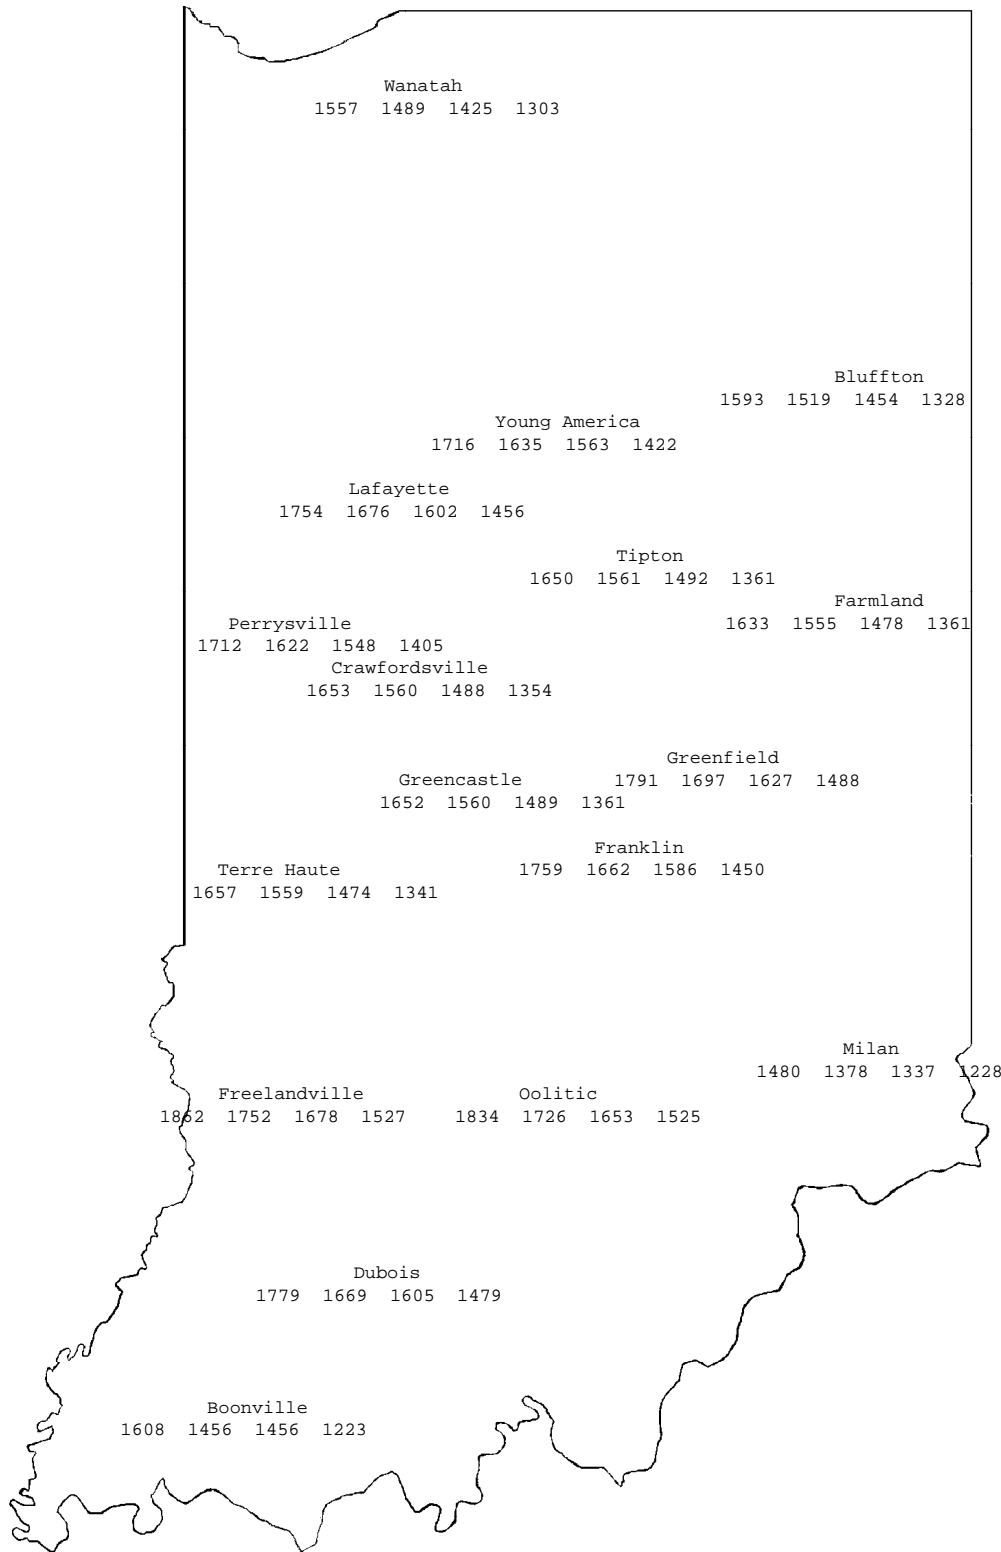 Wanatah
1557 1489 1425 1303
Bluffton
1593 1519 1454 1328
Young America
1716 1635 1563 1422
Lafayette
1754 1676 1602 1456
Tipton
1650 1561 1492 1361
Farmland
1633 1555 1478 1361
Perrysville
1712 1622 1548 1405
Crawfordsville
1653 1560 1488 1354
Greenfield
1791 1697 1627 1488
Greencastle
1652 1560 1489 1361
Franklin
1759 1662 1586 1450
Terre Haute
1657 1559 1474 1341
Milan
1480 1378 1337 1228
Freelandville
1862 1752 1678 1527
Oolitic
1834 1726 1653 1525
Dubois
1779 1669 1605 1479
Boonville
1608 1456 1456 1223